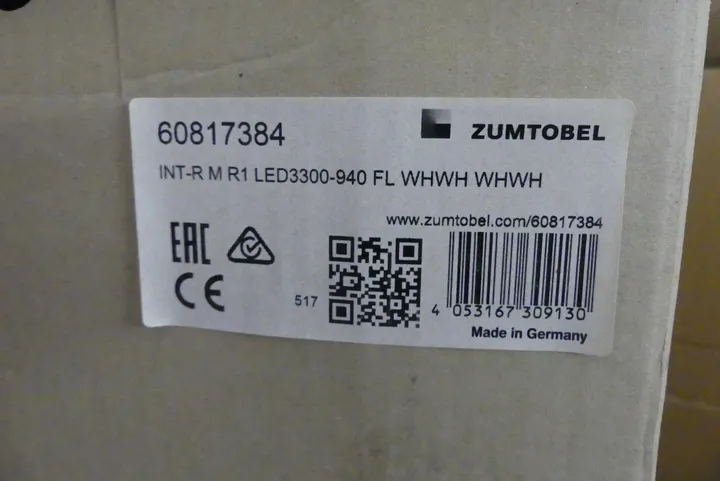 60817384
ZUMTOBEL
INT-R M R1 LED3300-940 FL WHWH WHWH
www.zumtobel.com/60817384
EAC
CE
517
4 053167 309130
Made in Germany